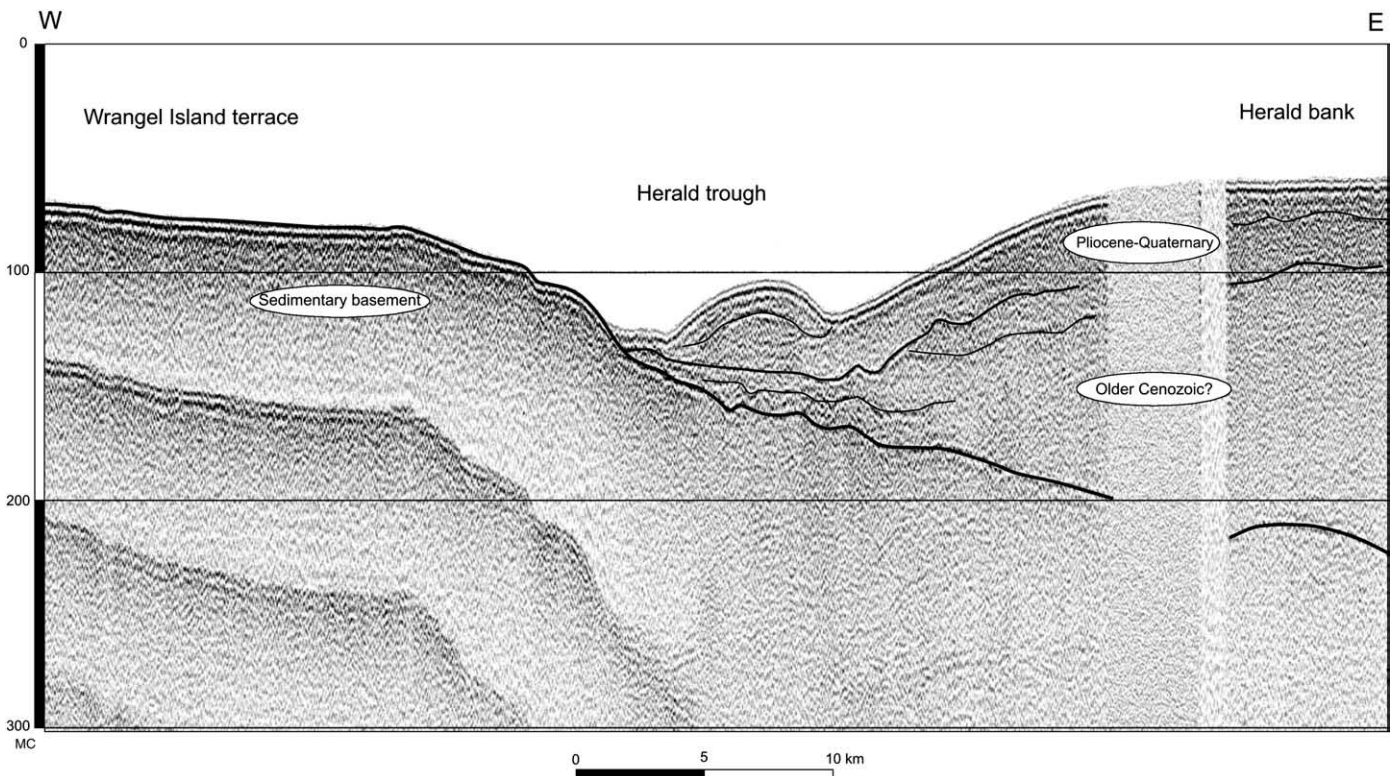 W
E
0
Wrangel Island terrace
Herald bank
Herald trough
Pliocene-Quaternary
100
Sedimentary basement
Older Cenozoic?
200
300
MC
0 5 10 km